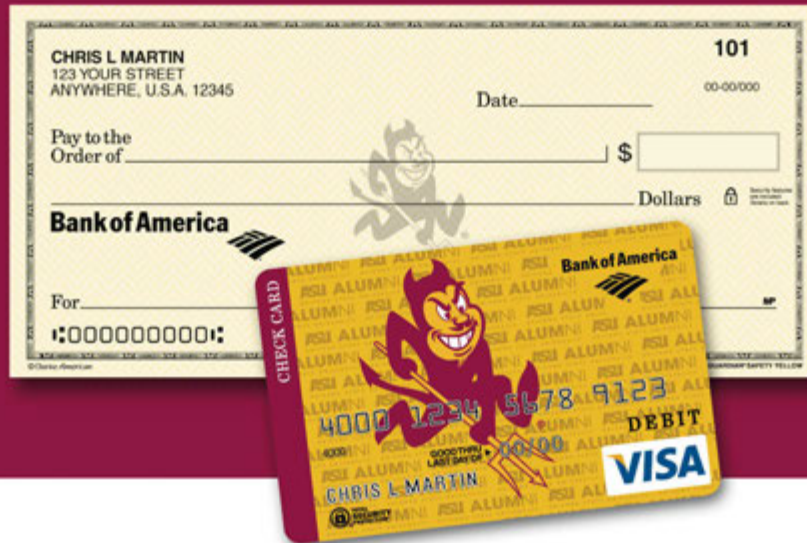 CHRIS L MARTIN
123 YOUR STREET
ANYWHERE, U.S.A. 12345
101
00-00/000
Date
Pay to the
Order of
$
Dollars
Bank of America
For
MP
⑆000000000⑆
CHECK CARD
Bank of America
ASU ALUMNI
4000 1234 5678 9123
4000
DEBIT
GOOD THRU
LAST DAY OF
00/00
VISA
CHRIS L MARTIN